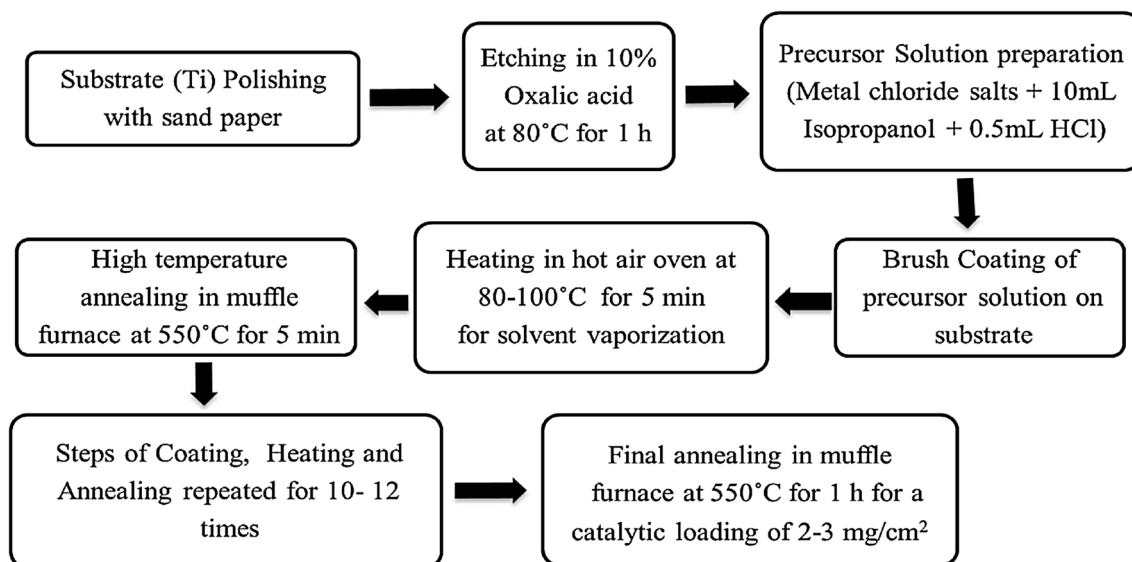 Substrate (Ti) Polishing
with sand paper
Etching in 10%
Oxalic acid
at 80˚C for 1 h
Precursor Solution preparation
(Metal chloride salts + 10mL
Isopropanol + 0.5mL HCl)
Brush Coating of
precursor solution on
substrate
Heating in hot air oven at
80-100˚C for 5 min
for solvent vaporization
High temperature
annealing in muffle
furnace at 550˚C for 5 min
Steps of Coating, Heating and
Annealing repeated for 10- 12
times
Final annealing in muffle
furnace at 550˚C for 1 h for a
catalytic loading of 2-3 mg/cm²